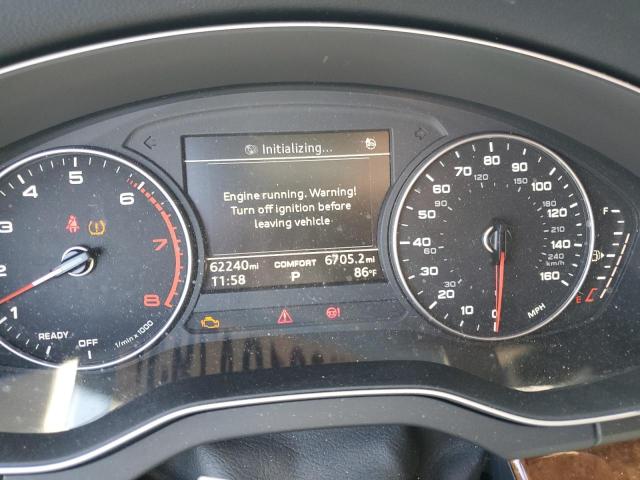 Initializing...
Engine running. Warning!
Turn off ignition before
leaving vehicle
62240mi COMFORT 6705.2mi
11:58 P 86°F
1 2 3 4 5 6 7 8
READY OFF 1/min x 1000
0 10 20 30 40 50 60 70 80 90 100 120 140 160
30 60 90 120 150 180 210 240
km/h
MPH
F
E